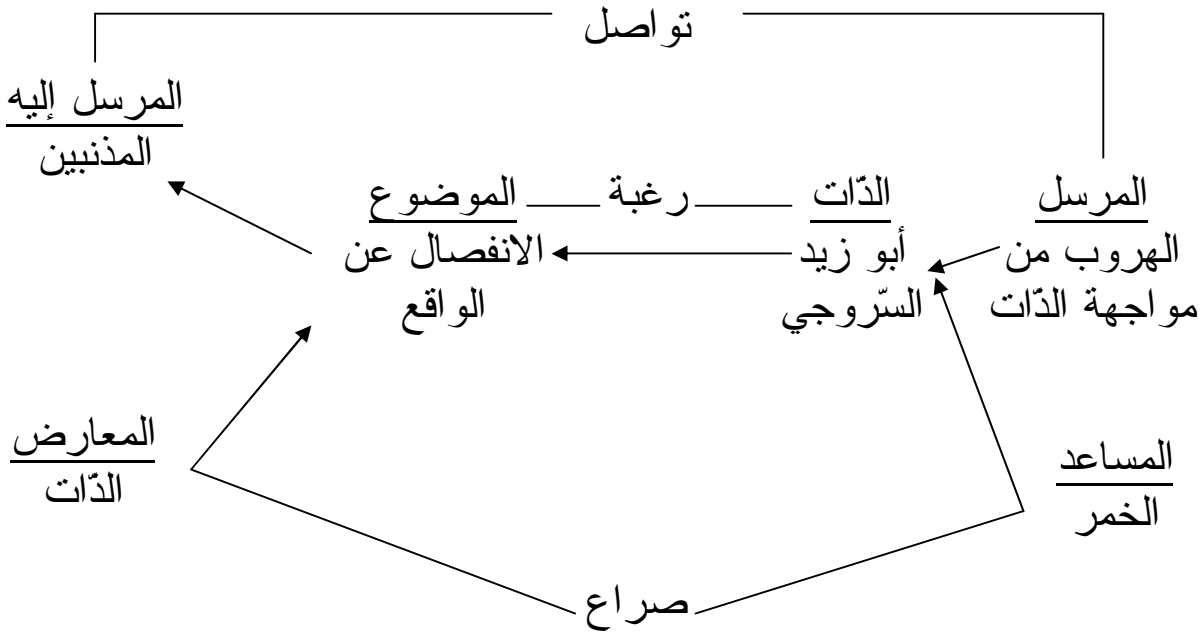 تواصل
المرسل إليه
المذنبين
المرسل
الهروب من
مواجهة الذّات
الذّات
أبو زيد
السّروجي
رغبة
الموضوع
الانفصال عن
الواقع
المساعد
الخمر
المعارض
الذّات
صراع